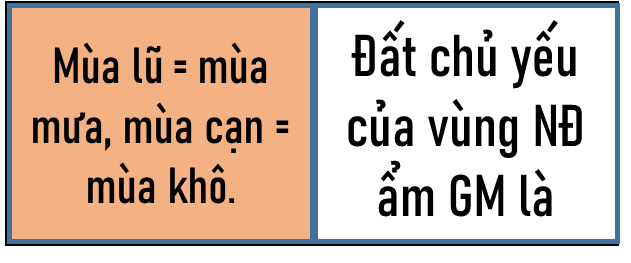 Mùa lũ = mùa
mưa, mùa cạn =
mùa khô.
Đất chủ yếu
của vùng NĐ
ẩm GM là